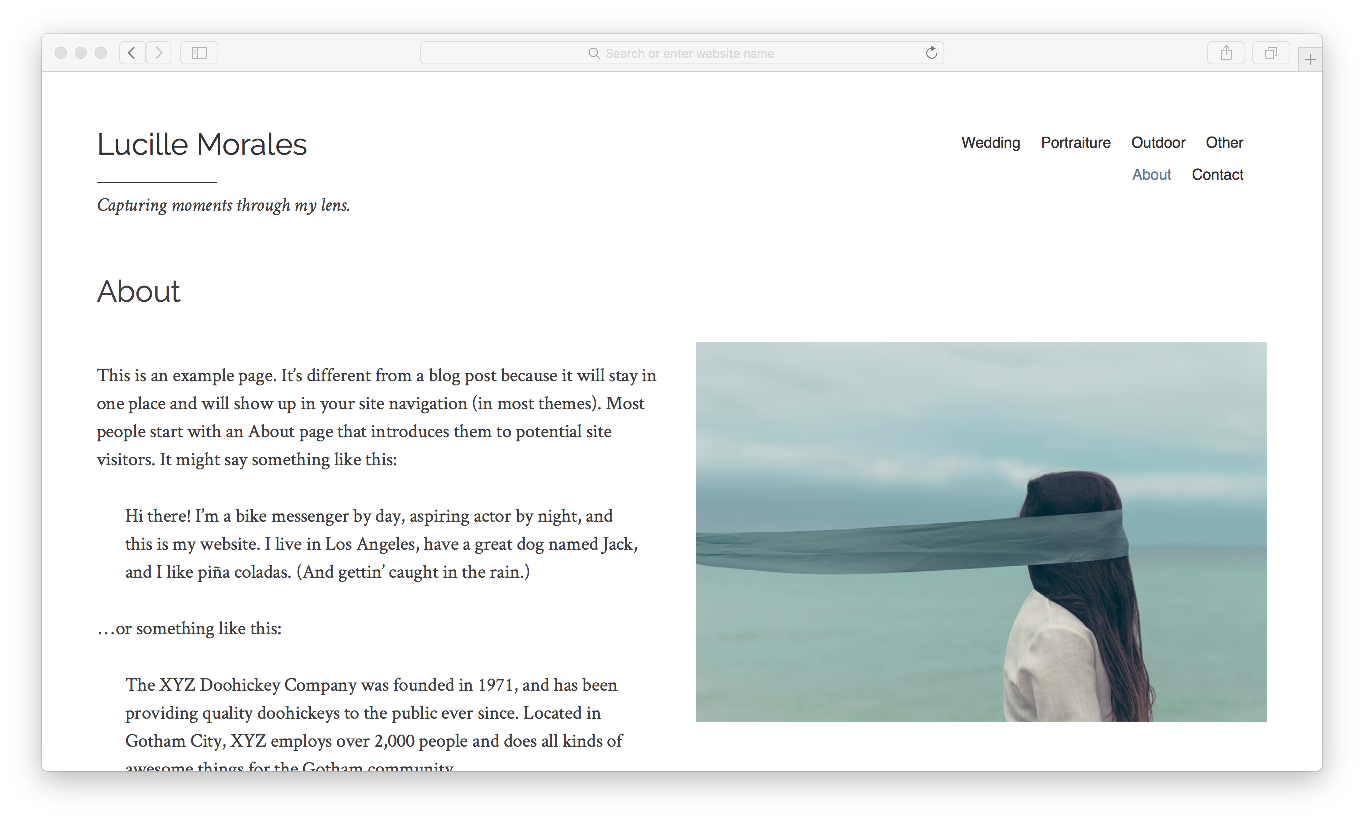 Search or enter website name
Lucille Morales
Capturing moments through my lens.
Wedding Portraiture Outdoor Other
About Contact
About
This is an example page. It’s different from a blog post because it will stay in
one place and will show up in your site navigation (in most themes). Most
people start with an About page that introduces them to potential site
visitors. It might say something like this:
Hi there! I’m a bike messenger by day, aspiring actor by night, and
this is my website. I live in Los Angeles, have a great dog named Jack,
and I like piña coladas. (And gettin’ caught in the rain.)
…or something like this:
The XYZ Doohickey Company was founded in 1971, and has been
providing quality doohickeys to the public ever since. Located in
Gotham City, XYZ employs over 2,000 people and does all kinds of
awesome things for the Gotham community.